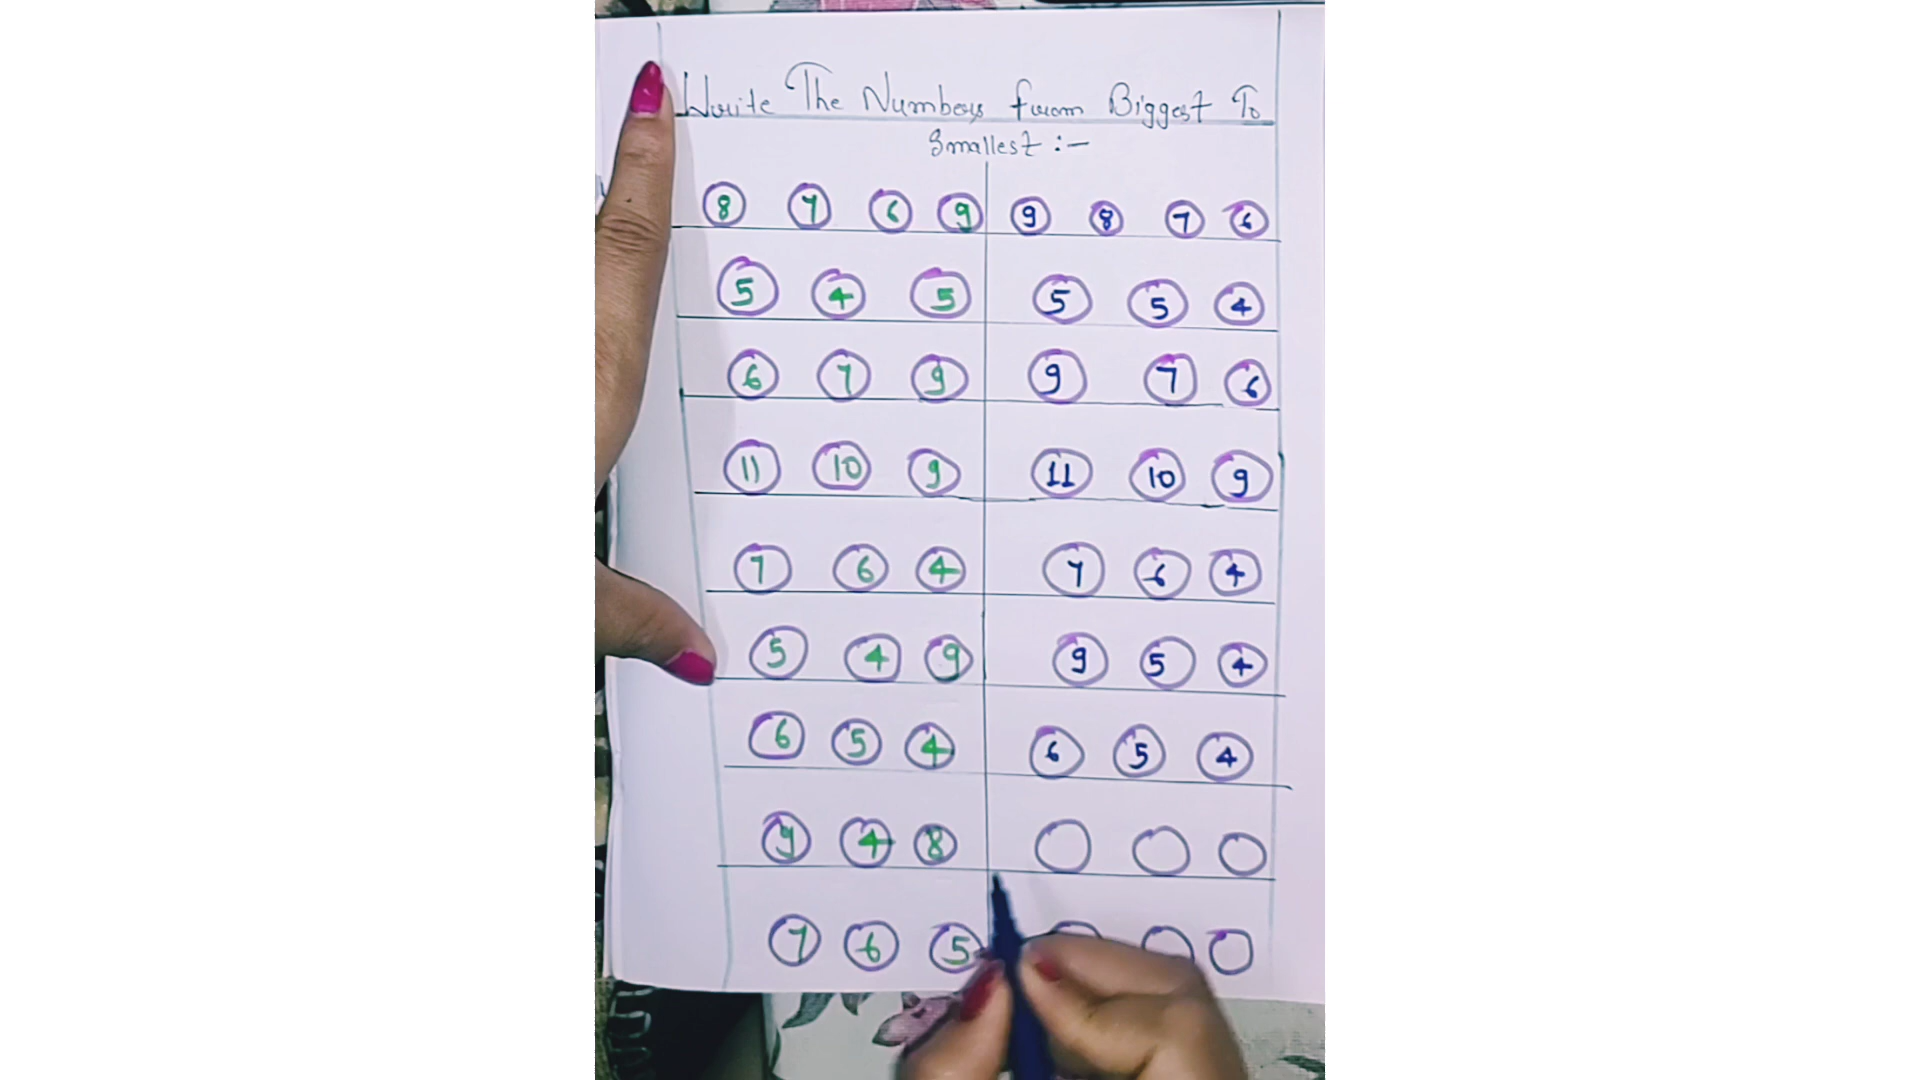 Write The Numbers from Biggest To
Smallest :-
8 7 6 9 9 8 7 6
5 4 5 5 5 4
6 7 9 9 7 6
11 10 9 11 10 9
7 6 4 7 6 4
5 4 9 9 5 4
6 5 4 6 5 4
9 4 8
7 6 5